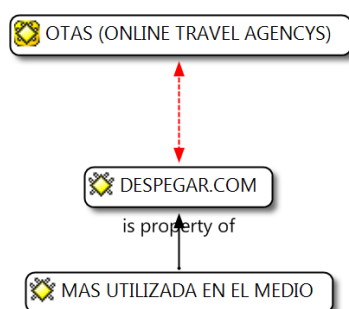 OTAS (ONLINE TRAVEL AGENCYS)
DESPEGAR.COM
is property of
MAS UTILIZADA EN EL MEDIO